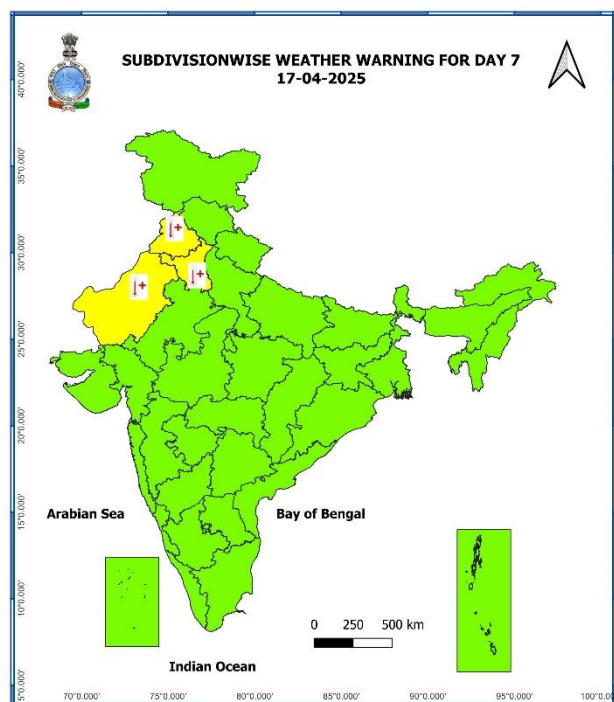 SUBDIVISIONWISE WEATHER WARNING FOR DAY 7
17-04-2025
40°0.000'
35°0.000'
30°0.000'
25°0.000'
20°0.000'
15°0.000'
10°0.000'
5°0.000'
Arabian Sea
Bay of Bengal
0 250 500 km
Indian Ocean
70°0.000' 75°0.000' 80°0.000' 85°0.000' 90°0.000' 95°0.000' 100°0.0